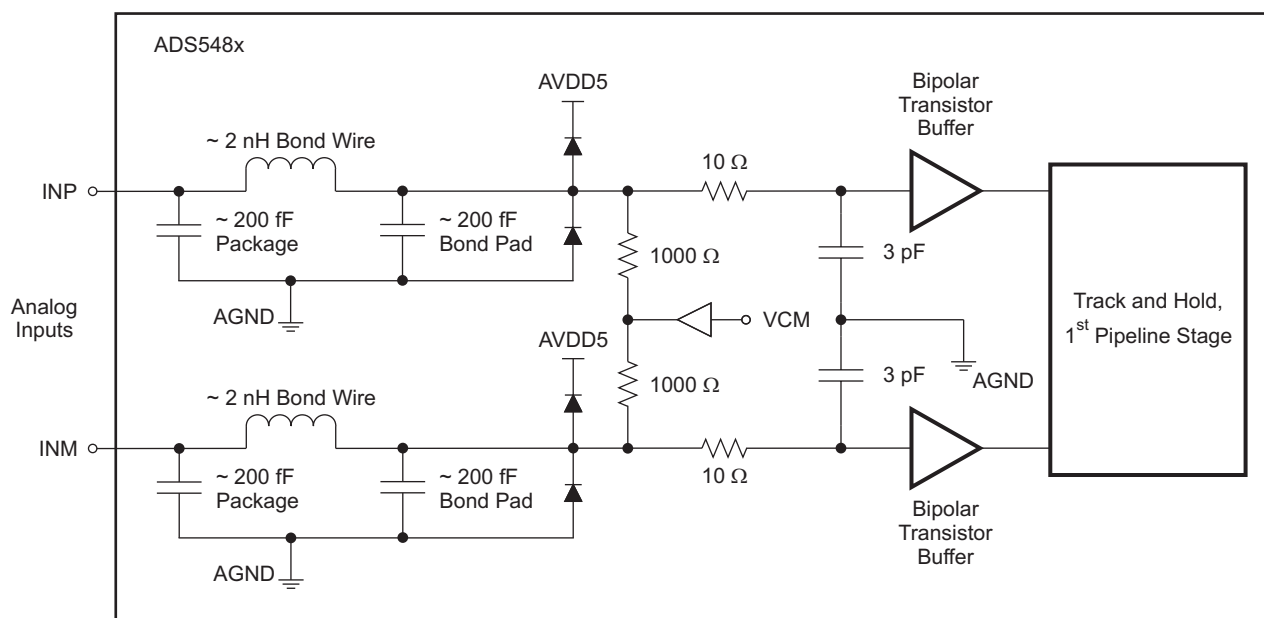 ADS548x
AVDD5
Bipolar
Transistor
Buffer
~ 2 nH Bond Wire
10 Ω
INP
~ 200 fF
Package
~ 200 fF
Bond Pad
1000 Ω
3 pF
AGND
Analog
Inputs
VCM
Track and Hold,
1st Pipeline Stage
AVDD5
1000 Ω
3 pF
AGND
~ 2 nH Bond Wire
INM
10 Ω
~ 200 fF
Package
~ 200 fF
Bond Pad
Bipolar
Transistor
Buffer
AGND